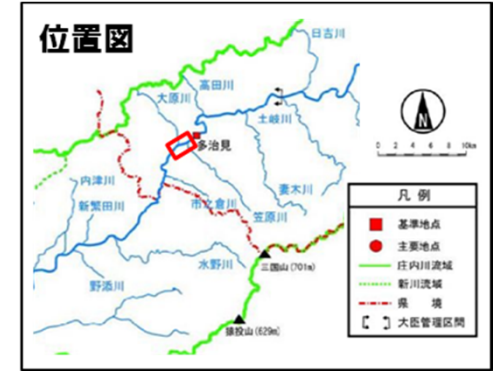 位置図
日吉川
高田川
大原川
土岐川
多治見
N
0 2 4 6 8 10km
内津川
妻木川
新繁田川
市之倉川
笠原川
水野川
三国山(701m)
野添川
猿投山(629m)
凡例
基準地点
主要地点
庄内川流域
新川流域
県境
大臣管理区間